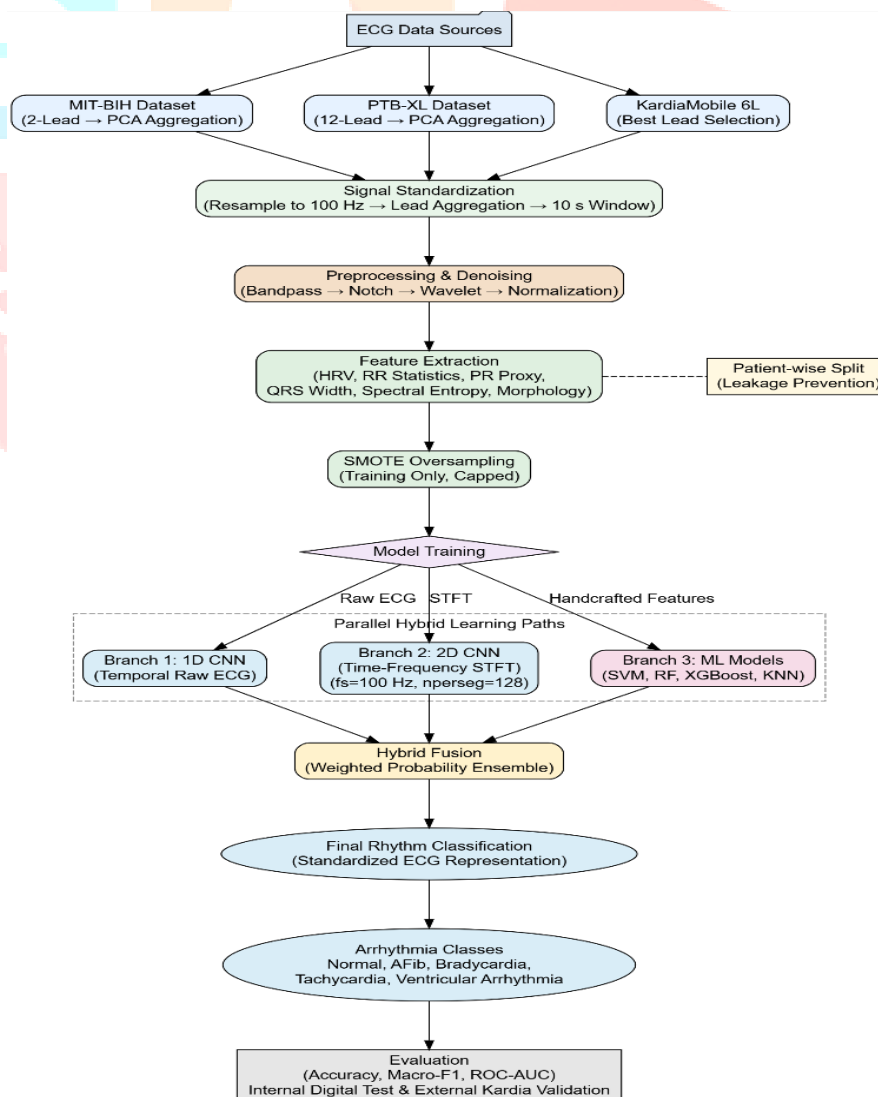 ECG Data Sources
MIT-BIH Dataset
(2-Lead → PCA Aggregation)
PTB-XL Dataset
(12-Lead → PCA Aggregation)
KardiaMobile 6L
(Best Lead Selection)
Signal Standardization
(Resample to 100 Hz → Lead Aggregation → 10 s Window)
Preprocessing & Denoising
(Bandpass → Notch → Wavelet → Normalization)
Feature Extraction
(HRV, RR Statistics, PR Proxy,
QRS Width, Spectral Entropy, Morphology)
Patient-wise Split
(Leakage Prevention)
SMOTE Oversampling
(Training Only, Capped)
Model Training
Raw ECG
STFT
Handcrafted Features
Parallel Hybrid Learning Paths
Branch 1: 1D CNN
(Temporal Raw ECG)
Branch 2: 2D CNN
(Time-Frequency STFT)
(fs=100 Hz, nperseg=128)
Branch 3: ML Models
(SVM, RF, XGBoost, KNN)
Hybrid Fusion
(Weighted Probability Ensemble)
Final Rhythm Classification
(Standardized ECG Representation)
Arrhythmia Classes
Normal, AFib, Bradycardia,
Tachycardia, Ventricular Arrhythmia
Evaluation
(Accuracy, Macro-F1, ROC-AUC)
Internal Digital Test & External Kardia Validation